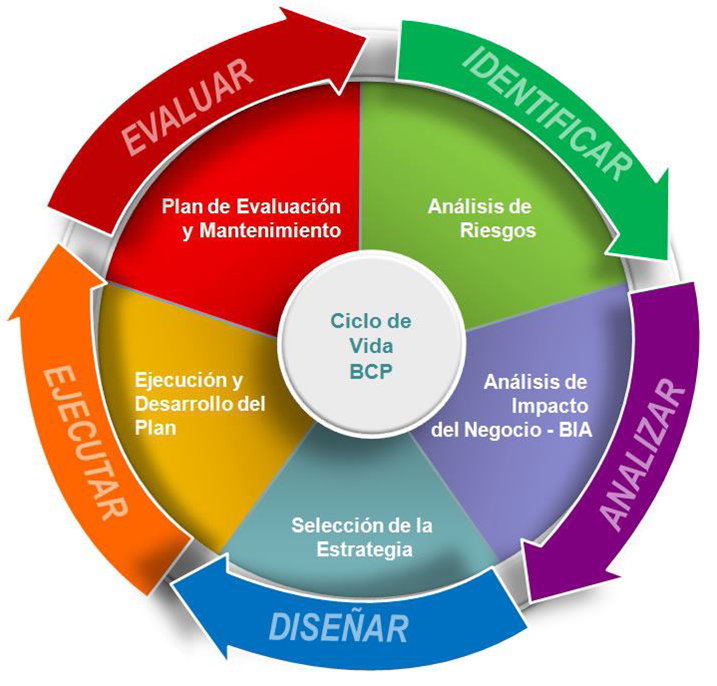 EVALUAR
IDENTIFICAR
Plan de Evaluación
y Mantenimiento
Análisis de
Riesgos
Ciclo de
Vida
BCP
Ejecución y
Desarrollo del
Plan
Análisis de
Impacto
del Negocio - BIA
EJECUTAR
ANALIZAR
Selección de la
Estrategia
DISEÑAR